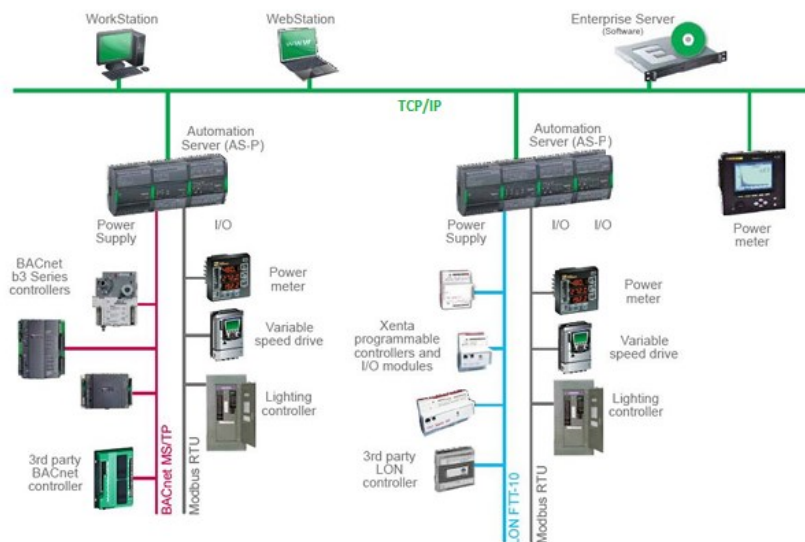 WorkStation
WebStation
Enterprise Server
(Software)
www
TCP/IP
Automation
Server (AS-P)
Automation
Server (AS-P)
Power
Supply
I/O
Power
Supply
I/O
I/O
Power
meter
BACnet
b3 Series
controllers
Power
meter
Power
meter
Variable
speed drive
Xenta
programmable
controllers and
I/O modules
Variable
speed drive
Lighting
controller
Lighting
controller
3rd party
BACnet
controller
3rd party
LON
controller
BACnet MS/TP
Modbus RTU
LON FTT-10
Modbus RTU